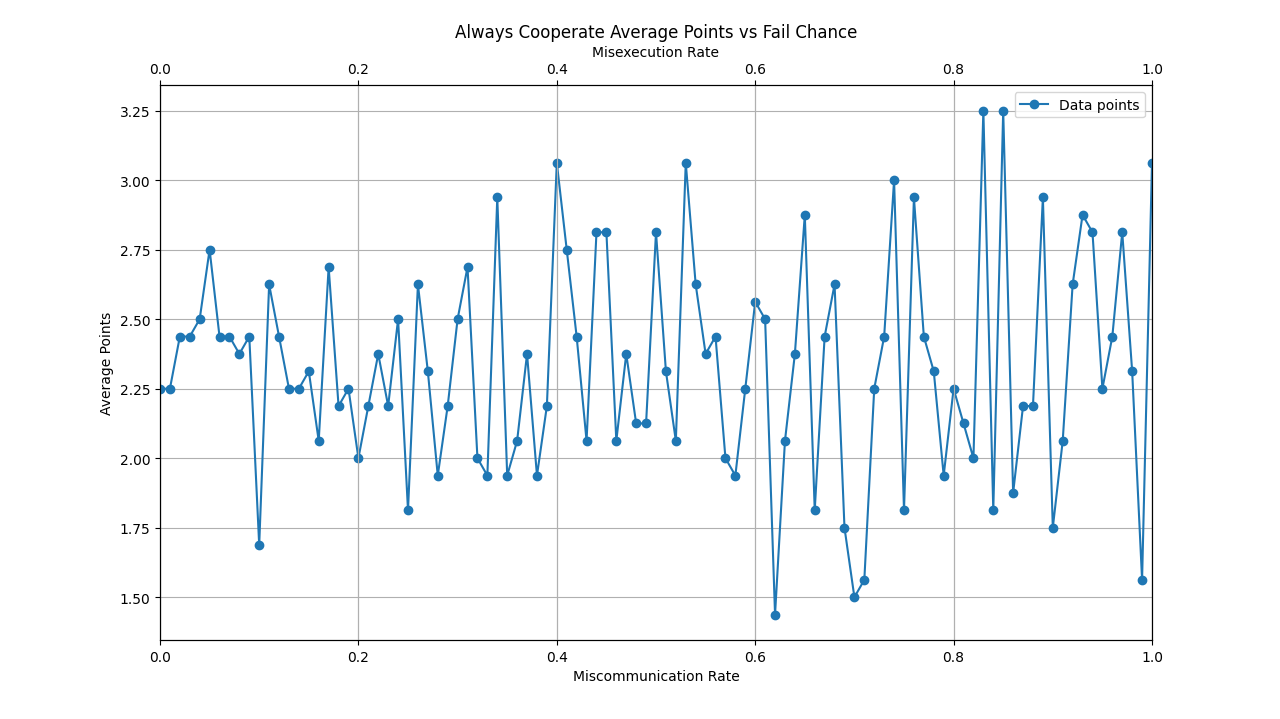 Always Cooperate Average Points vs Fail Chance
Misexecution Rate
0.0 0.2 0.4 0.6 0.8 1.0
Data points
3.25
3.00
2.75
2.50
2.25
2.00
1.75
1.50
Average Points
0.0 0.2 0.4 0.6 0.8 1.0
Miscommunication Rate